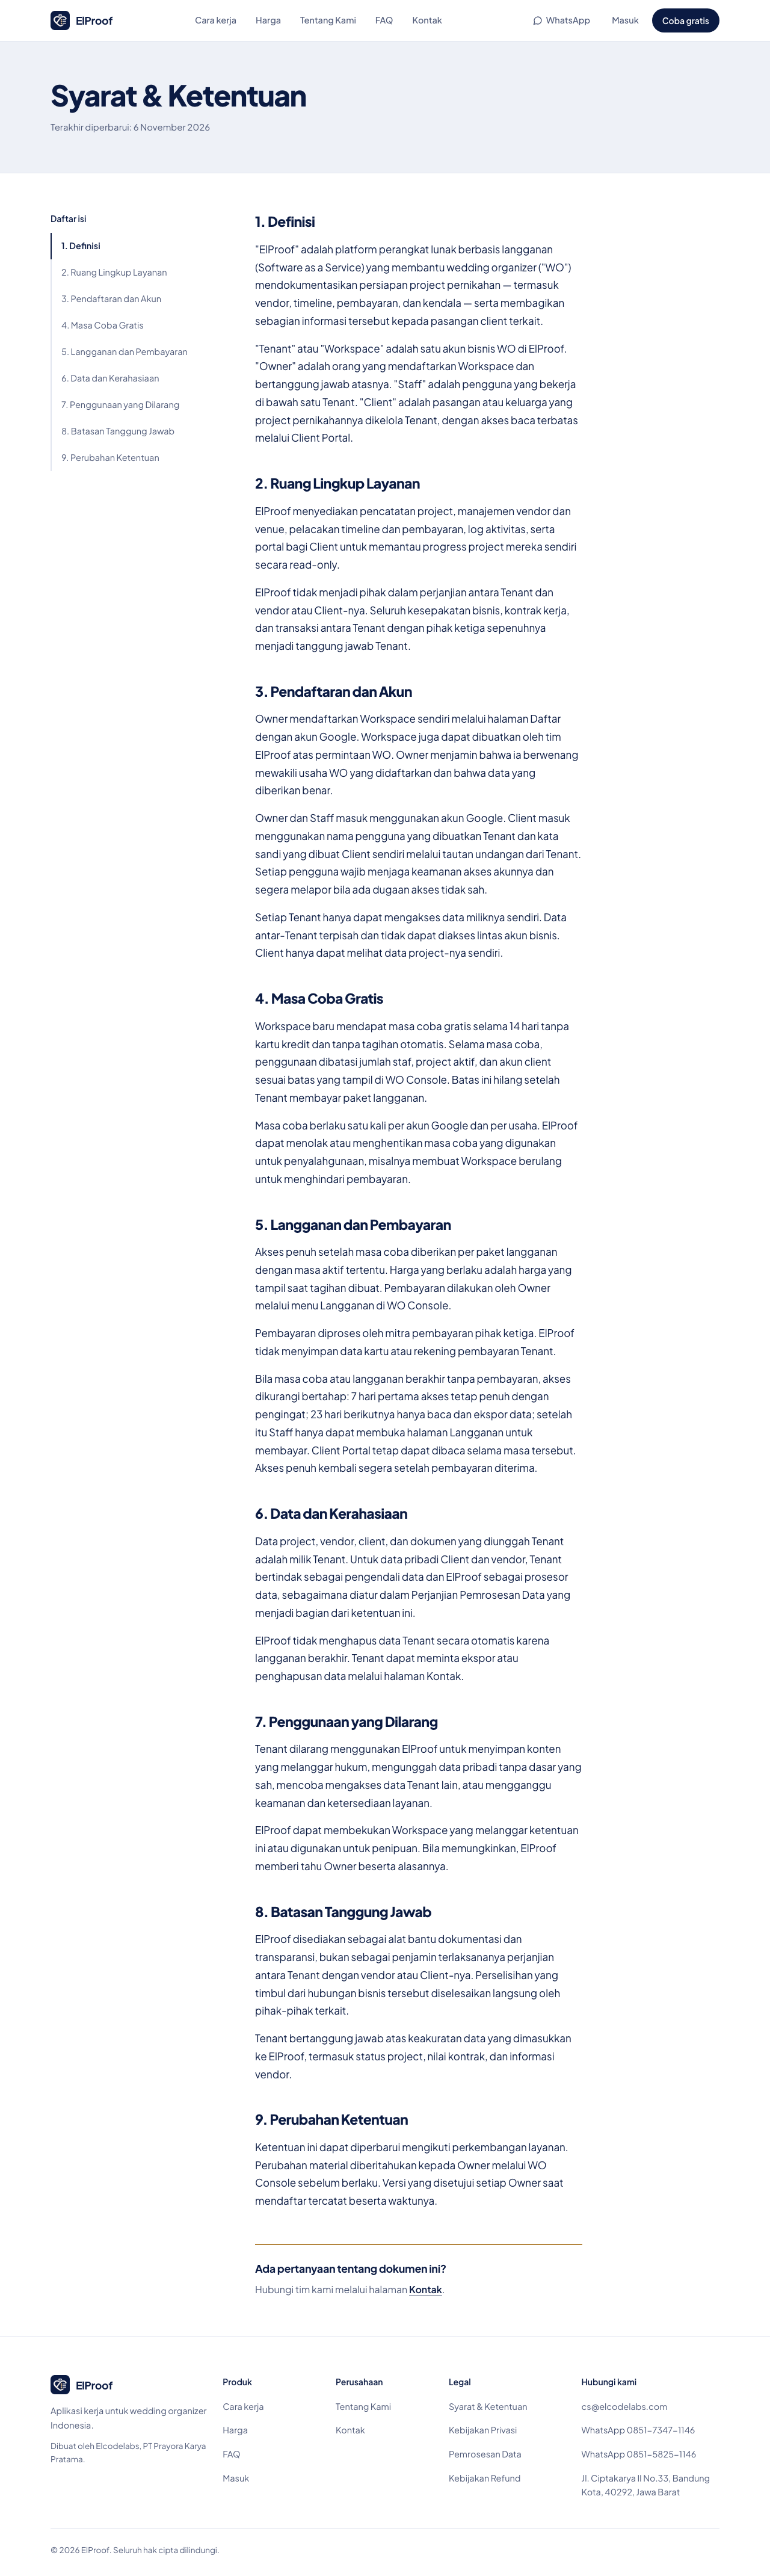 ElProof
Cara kerja
Harga
Tentang Kami
FAQ
Kontak
WhatsApp
Masuk
Coba gratis
Syarat & Ketentuan
Terakhir diperbarui: 6 November 2026
Daftar isi
1. Definisi
2. Ruang Lingkup Layanan
3. Pendaftaran dan Akun
4. Masa Coba Gratis
5. Langganan dan Pembayaran
6. Data dan Kerahasiaan
7. Penggunaan yang Dilarang
8. Batasan Tanggung Jawab
9. Perubahan Ketentuan
1. Definisi
"ElProof" adalah platform perangkat lunak berbasis langganan
(Software as a Service) yang membantu wedding organizer ("WO")
mendokumentasikan persiapan project pernikahan — termasuk
vendor, timeline, pembayaran, dan kendala — serta membagikan
sebagian informasi tersebut kepada pasangan client terkait.
"Tenant" atau "Workspace" adalah satu akun bisnis WO di ElProof.
"Owner" adalah orang yang mendaftarkan Workspace dan
bertanggung jawab atasnya. "Staff" adalah pengguna yang bekerja
di bawah satu Tenant. "Client" adalah pasangan atau keluarga yang
project pernikahannya dikelola Tenant, dengan akses baca terbatas
melalui Client Portal.
2. Ruang Lingkup Layanan
ElProof menyediakan pencatatan project, manajemen vendor dan
venue, pelacakan timeline dan pembayaran, log aktivitas, serta
portal bagi Client untuk memantau progress project mereka sendiri
secara read-only.
ElProof tidak menjadi pihak dalam perjanjian antara Tenant dan
vendor atau Client-nya. Seluruh kesepakatan bisnis, kontrak kerja,
dan transaksi antara Tenant dengan pihak ketiga sepenuhnya
menjadi tanggung jawab Tenant.
3. Pendaftaran dan Akun
Owner mendaftarkan Workspace sendiri melalui halaman Daftar
dengan akun Google. Workspace juga dapat dibuatkan oleh tim
ElProof atas permintaan WO. Owner menjamin bahwa ia berwenang
mewakili usaha WO yang didaftarkan dan bahwa data yang
diberikan benar.
Owner dan Staff masuk menggunakan akun Google. Client masuk
menggunakan nama pengguna yang dibuatkan Tenant dan kata
sandi yang dibuat Client sendiri melalui tautan undangan dari Tenant.
Setiap pengguna wajib menjaga keamanan akses akunnya dan
segera melapor bila ada dugaan akses tidak sah.
Setiap Tenant hanya dapat mengakses data miliknya sendiri. Data
antar-Tenant terpisah dan tidak dapat diakses lintas akun bisnis.
Client hanya dapat melihat data project-nya sendiri.
4. Masa Coba Gratis
Workspace baru mendapat masa coba gratis selama 14 hari tanpa
kartu kredit dan tanpa tagihan otomatis. Selama masa coba,
penggunaan dibatasi jumlah staf, project aktif, dan akun client
sesuai batas yang tampil di WO Console. Batas ini hilang setelah
Tenant membayar paket langganan.
Masa coba berlaku satu kali per akun Google dan per usaha. ElProof
dapat menolak atau menghentikan masa coba yang digunakan
untuk penyalahgunaan, misalnya membuat Workspace berulang
untuk menghindari pembayaran.
5. Langganan dan Pembayaran
Akses penuh setelah masa coba diberikan per paket langganan
dengan masa aktif tertentu. Harga yang berlaku adalah harga yang
tampil saat tagihan dibuat. Pembayaran dilakukan oleh Owner
melalui menu Langganan di WO Console.
Pembayaran diproses oleh mitra pembayaran pihak ketiga. ElProof
tidak menyimpan data kartu atau rekening pembayaran Tenant.
Bila masa coba atau langganan berakhir tanpa pembayaran, akses
dikurangi bertahap: 7 hari pertama akses tetap penuh dengan
pengingat; 23 hari berikutnya hanya baca dan ekspor data; setelah
itu Staff hanya dapat membuka halaman Langganan untuk
membayar. Client Portal tetap dapat dibaca selama masa tersebut.
Akses penuh kembali segera setelah pembayaran diterima.
6. Data dan Kerahasiaan
Data project, vendor, client, dan dokumen yang diunggah Tenant
adalah milik Tenant. Untuk data pribadi Client dan vendor, Tenant
bertindak sebagai pengendali data dan ElProof sebagai prosesor
data, sebagaimana diatur dalam Perjanjian Pemrosesan Data yang
menjadi bagian dari ketentuan ini.
ElProof tidak menghapus data Tenant secara otomatis karena
langganan berakhir. Tenant dapat meminta ekspor atau
penghapusan data melalui halaman Kontak.
7. Penggunaan yang Dilarang
Tenant dilarang menggunakan ElProof untuk menyimpan konten
yang melanggar hukum, mengunggah data pribadi tanpa dasar yang
sah, mencoba mengakses data Tenant lain, atau mengganggu
keamanan dan ketersediaan layanan.
ElProof dapat membekukan Workspace yang melanggar ketentuan
ini atau digunakan untuk penipuan. Bila memungkinkan, ElProof
memberi tahu Owner beserta alasannya.
8. Batasan Tanggung Jawab
ElProof disediakan sebagai alat bantu dokumentasi dan
transparansi, bukan sebagai penjamin terlaksananya perjanjian
antara Tenant dengan vendor atau Client-nya. Perselisihan yang
timbul dari hubungan bisnis tersebut diselesaikan langsung oleh
pihak-pihak terkait.
Tenant bertanggung jawab atas keakuratan data yang dimasukkan
ke ElProof, termasuk status project, nilai kontrak, dan informasi
vendor.
9. Perubahan Ketentuan
Ketentuan ini dapat diperbarui mengikuti perkembangan layanan.
Perubahan material diberitahukan kepada Owner melalui WO
Console sebelum berlaku. Versi yang disetujui setiap Owner saat
mendaftar tercatat beserta waktunya.
Ada pertanyaan tentang dokumen ini?
Hubungi tim kami melalui halaman Kontak.
ElProof
Aplikasi kerja untuk wedding organizer
Indonesia.
Dibuat oleh Elcodelabs, PT Prayora Karya
Pratama.
Produk
Cara kerja
Harga
FAQ
Masuk
Perusahaan
Tentang Kami
Kontak
Legal
Syarat & Ketentuan
Kebijakan Privasi
Pemrosesan Data
Kebijakan Refund
Hubungi kami
cs@elcodelabs.com
WhatsApp 0851-7347-1146
WhatsApp 0851-5825-1146
Jl. Ciptakarya II No.33, Bandung
Kota, 40292, Jawa Barat
© 2026 ElProof. Seluruh hak cipta dilindungi.